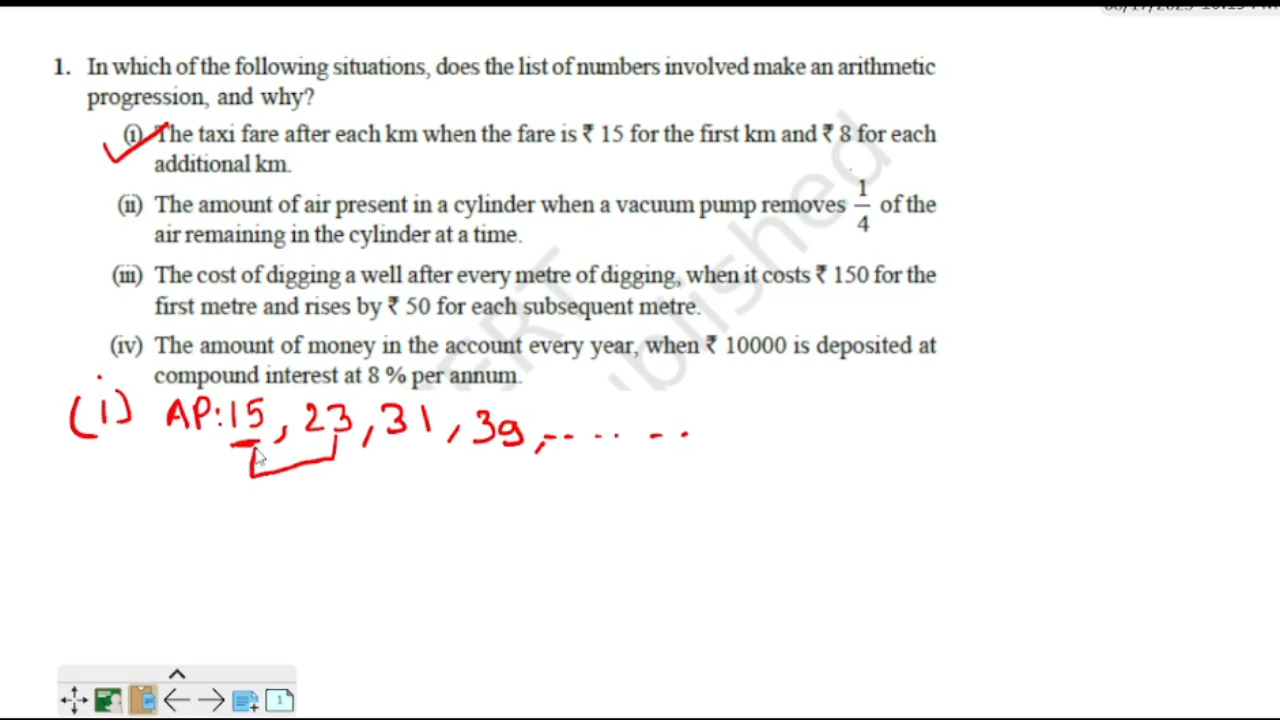 1. In which of the following situations, does the list of numbers involved make an arithmetic
progression, and why?
(i) The taxi fare after each km when the fare is ₹ 15 for the first km and ₹ 8 for each
additional km.
(ii) The amount of air present in a cylinder when a vacuum pump removes 1/4 of the
air remaining in the cylinder at a time.
(iii) The cost of digging a well after every metre of digging, when it costs ₹ 150 for the
first metre and rises by ₹ 50 for each subsequent metre.
(iv) The amount of money in the account every year, when ₹ 10000 is deposited at
compound interest at 8 % per annum.
(i) AP: 15, 23, 31, 39, .......
1